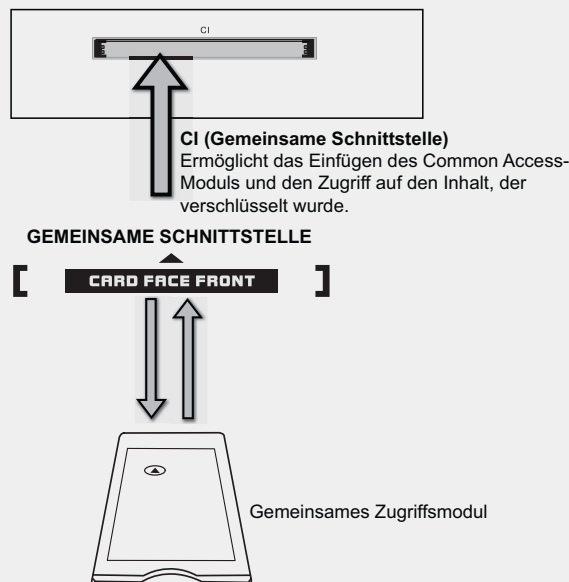 CI
CI (Gemeinsame Schnittstelle)
Ermöglicht das Einfügen des Common Access-
Moduls und den Zugriff auf den Inhalt, der
verschlüsselt wurde.
GEMEINSAME SCHNITTSTELLE
CARD FACE FRONT
Gemeinsames Zugriffsmodul